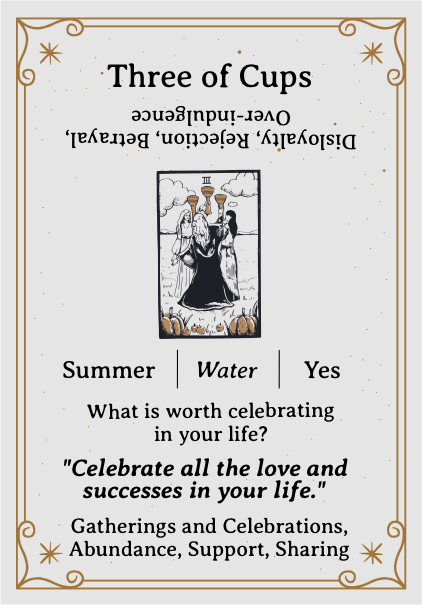 Three of Cups
Disloyalty, Rejection, Betrayal,
Over-indulgence
III
Summer | Water | Yes
What is worth celebrating
in your life?
"Celebrate all the love and
successes in your life."
Gatherings and Celebrations,
Abundance, Support, Sharing